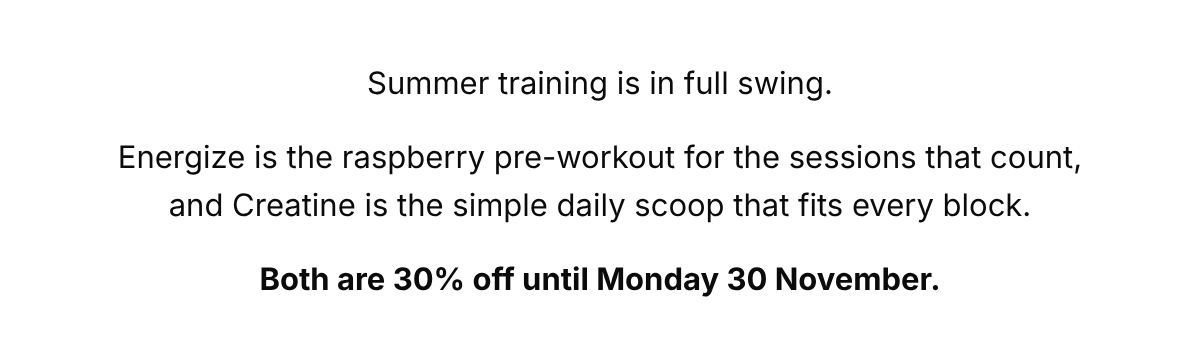 Summer training is in full swing.
Energize is the raspberry pre-workout for the sessions that count,
and Creatine is the simple daily scoop that fits every block.
Both are 30% off until Monday 30 November.